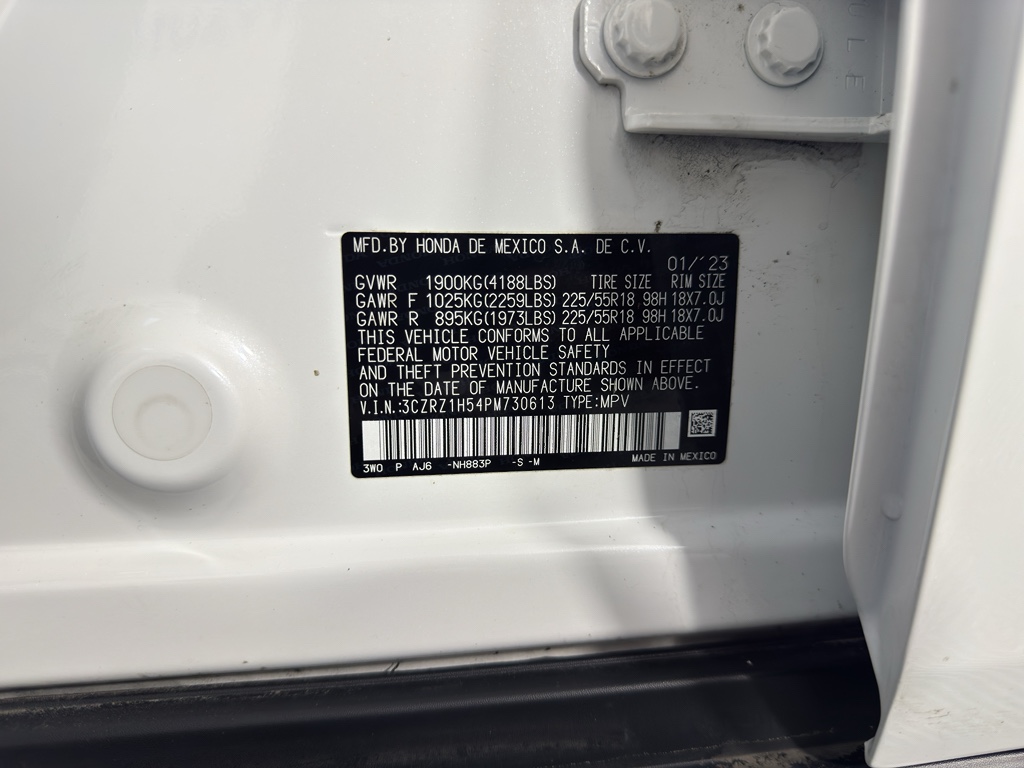 ULE
MFD.BY HONDA DE MEXICO S.A. DE C.V.
01/'23
GVWR 1900KG(4188LBS) TIRE SIZE RIM SIZE
GAWR F 1025KG(2259LBS) 225/55R18 98H 18X7.0J
GAWR R 895KG(1973LBS) 225/55R18 98H 18X7.0J
THIS VEHICLE CONFORMS TO ALL APPLICABLE
FEDERAL MOTOR VEHICLE SAFETY
AND THEFT PREVENTION STANDARDS IN EFFECT
ON THE DATE OF MANUFACTURE SHOWN ABOVE.
V.I.N.:3CZRZ1H54PM730613 TYPE:MPV
3W0 P AJ6 -NH883P -S -M MADE IN MEXICO